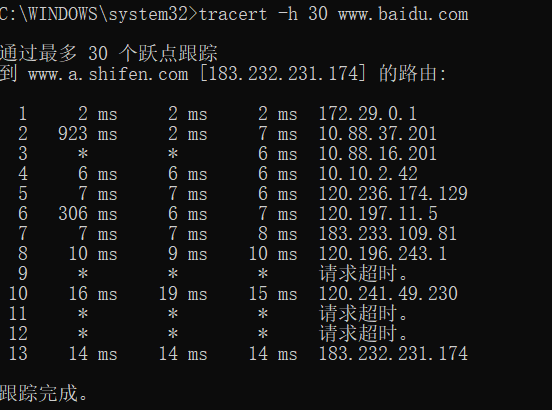 C:\WINDOWS\system32>tracert -h 30 www.baidu.com
通过最多 30 个跃点跟踪
到 www.a.shifen.com [183.232.231.174] 的路由:
1 2 ms 2 ms 2 ms 172.29.0.1
2 923 ms 2 ms 7 ms 10.88.37.201
3 * * 6 ms 10.88.16.201
4 6 ms 6 ms 6 ms 10.10.2.42
5 7 ms 7 ms 6 ms 120.236.174.129
6 306 ms 6 ms 7 ms 120.197.11.5
7 7 ms 7 ms 8 ms 183.233.109.81
8 10 ms 9 ms 10 ms 120.196.243.1
9 * * * 请求超时。
10 16 ms 19 ms 15 ms 120.241.49.230
11 * * * 请求超时。
12 * * * 请求超时。
13 14 ms 14 ms 14 ms 183.232.231.174
跟踪完成。